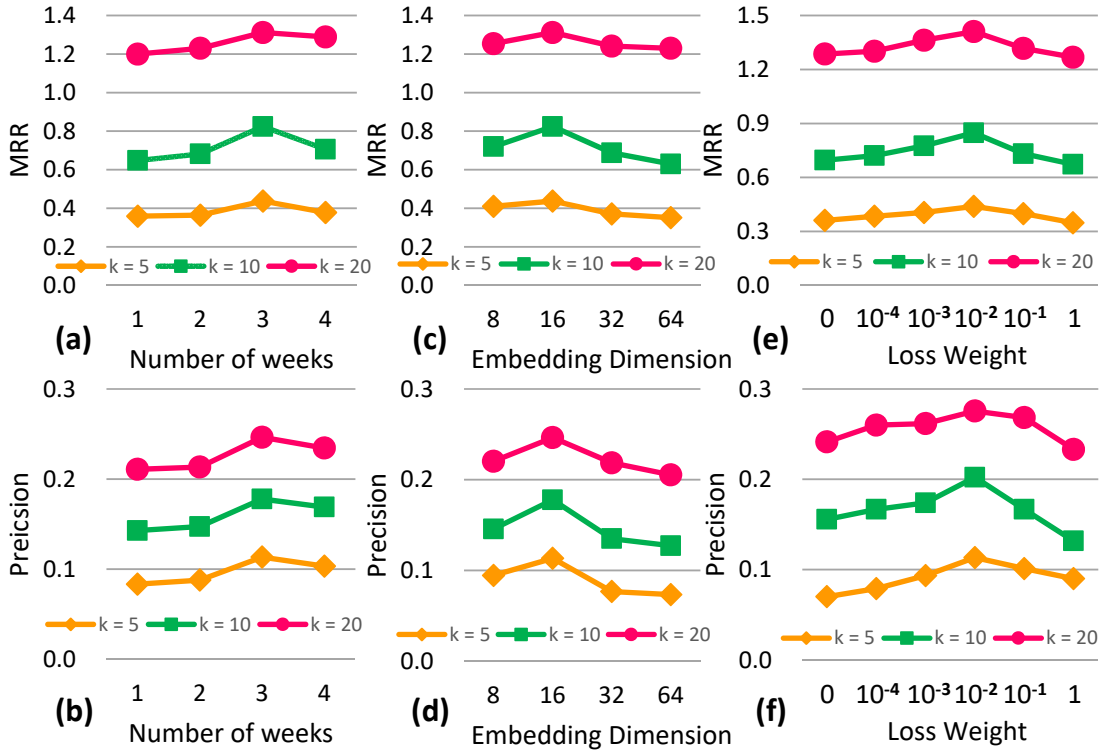 1.4
1.2
1.0
0.8
0.6
0.4
0.2
0.0
MRR
k = 5 k = 10 k = 20
1 2 3 4
(a)
Number of weeks
1.4
1.2
1.0
0.8
0.6
0.4
0.2
0.0
MRR
k = 5 k = 10 k = 20
8 16 32 64
(c)
Embedding Dimension
1.5
1.2
0.9
0.6
0.3
0.0
MRR
k = 5 k = 10 k = 20
0 10⁻⁴ 10⁻³ 10⁻² 10⁻¹ 1
(e)
Loss Weight
0.3
0.2
0.1
0.0
Preicsion
k = 5 k = 10 k = 20
1 2 3 4
(b)
Number of weeks
0.3
0.2
0.1
0.0
Precision
k = 5 k = 10 k = 20
8 16 32 64
(d)
Embedding Dimension
0.3
0.2
0.1
0.0
Precision
k = 5 k = 10 k = 20
0 10⁻⁴ 10⁻³ 10⁻² 10⁻¹ 1
(f)
Loss Weight